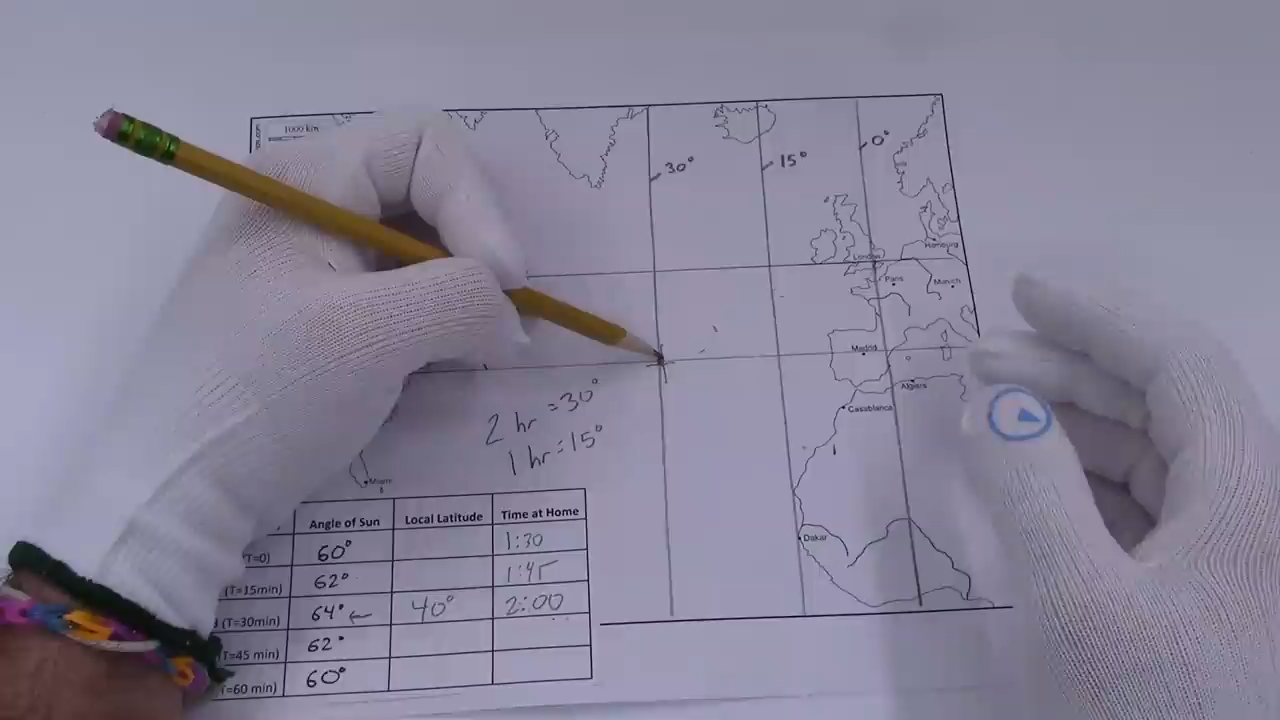 1000 km
30°
15°
0°
London
Hamburg
Paris
Munich
Madrid
Algiers
Casablanca
2 hr = 30°
1 hr = 15°
Miami
Dakar
Angle of Sun Local Latitude Time at Home
T=0) 60° 1:30
(T=15min) 62° 1:45
(T=30min) 64° ← 40° 2:00
T=45 min) 62°
T=60 min) 60°